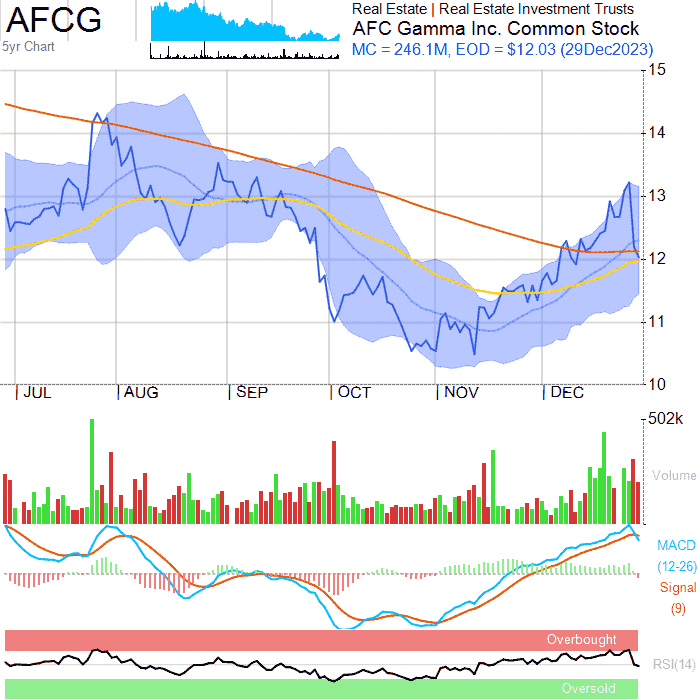 AFCG
5yr Chart
Real Estate | Real Estate Investment Trusts
AFC Gamma Inc. Common Stock
MC = 246.1M, EOD = $12.03 (29Dec2023)
15
14
13
12
11
10
JUL AUG SEP OCT NOV DEC
502k
Volume
MACD
(12-26)
Signal
(9)
Overbought
RSI(14)
Oversold